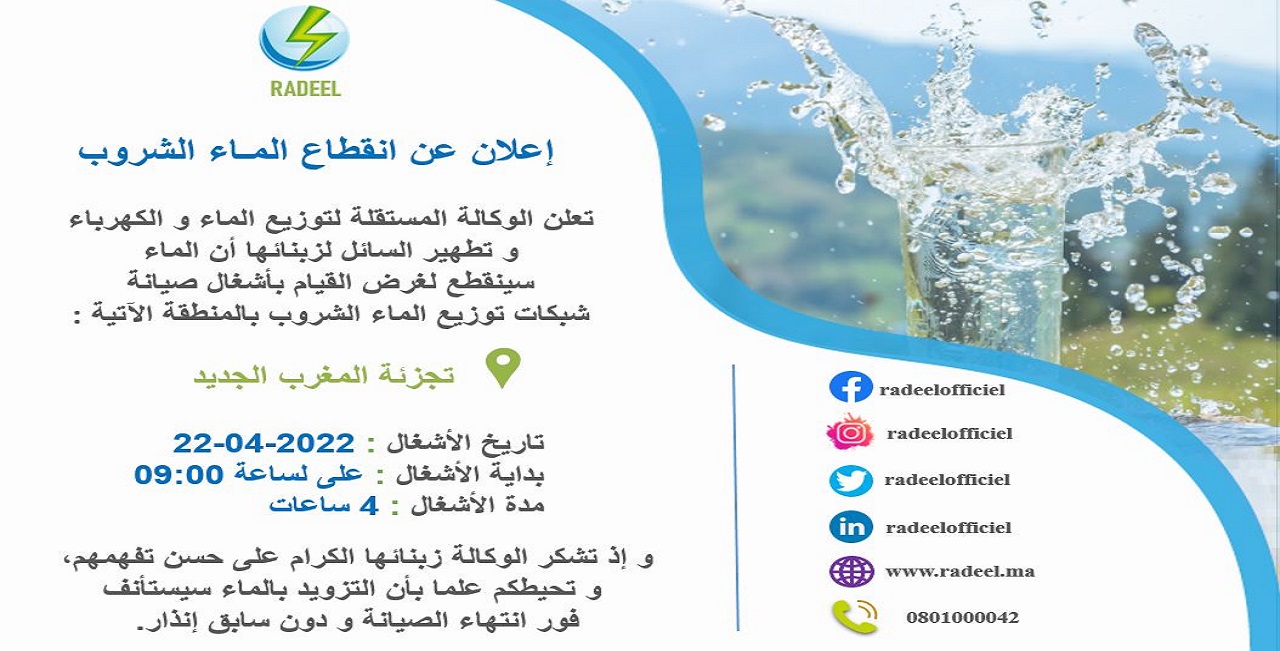 RADEEL
إعلان عن انقطاع المـاء الشروب
تعلن الوكالة المستقلة لتوزيع الماء و الكهرباء
و تطهير السائل لزبنائها أن الماء
سينقطع لغرض القيام بأشغال صيانة
شبكات توزيع الماء الشروب بالمنطقة الآتية :
تجزئة المغرب الجديد
تاريخ الأشغال : 2022-04-22
بداية الأشغال : على لساعة 09:00
مدة الأشغال : 4 ساعات
و إذ تشكر الوكالة زبنائها الكرام على حسن تفهمهم،
و تحيطكم علما بأن التزويد بالماء سيستأنف
فور انتهاء الصيانة و دون سابق إنذار.
radeelofficiel
radeelofficiel
radeelofficiel
in radeelofficiel
www.radeel.ma
0801000042